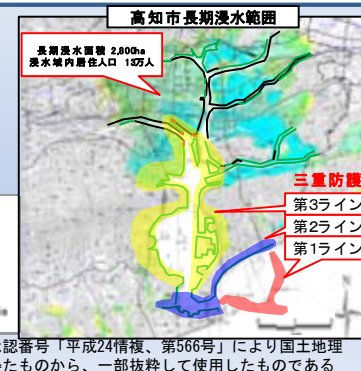 高知市長期浸水範囲
長期浸水面積 2,800ha
浸水域内居住人口 13万人
三重防護
第3ライン
第2ライン
第1ライン
認番号「平成24情複、第566号」により国土地理
たものから、一部抜粋して使用したものである